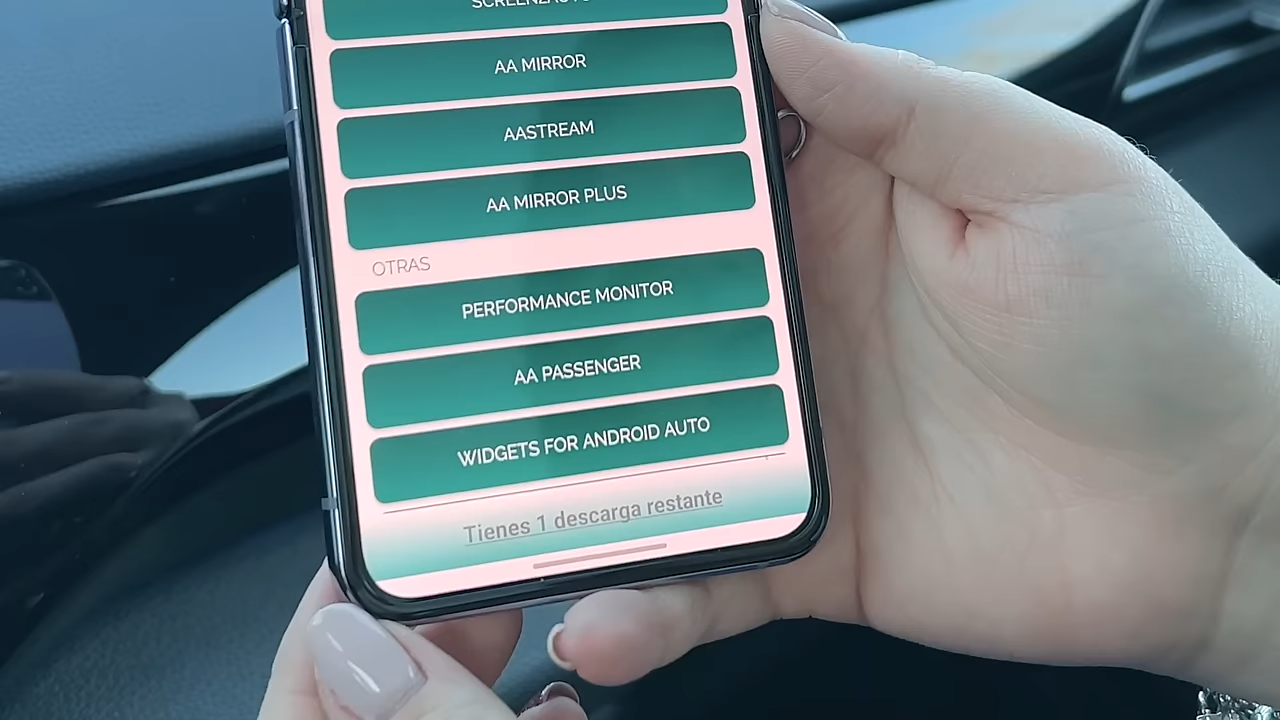 AA MIRROR
AASTREAM
AA MIRROR PLUS
OTRAS
PERFORMANCE MONITOR
AA PASSENGER
WIDGETS FOR ANDROID AUTO
Tienes 1 descarga restante